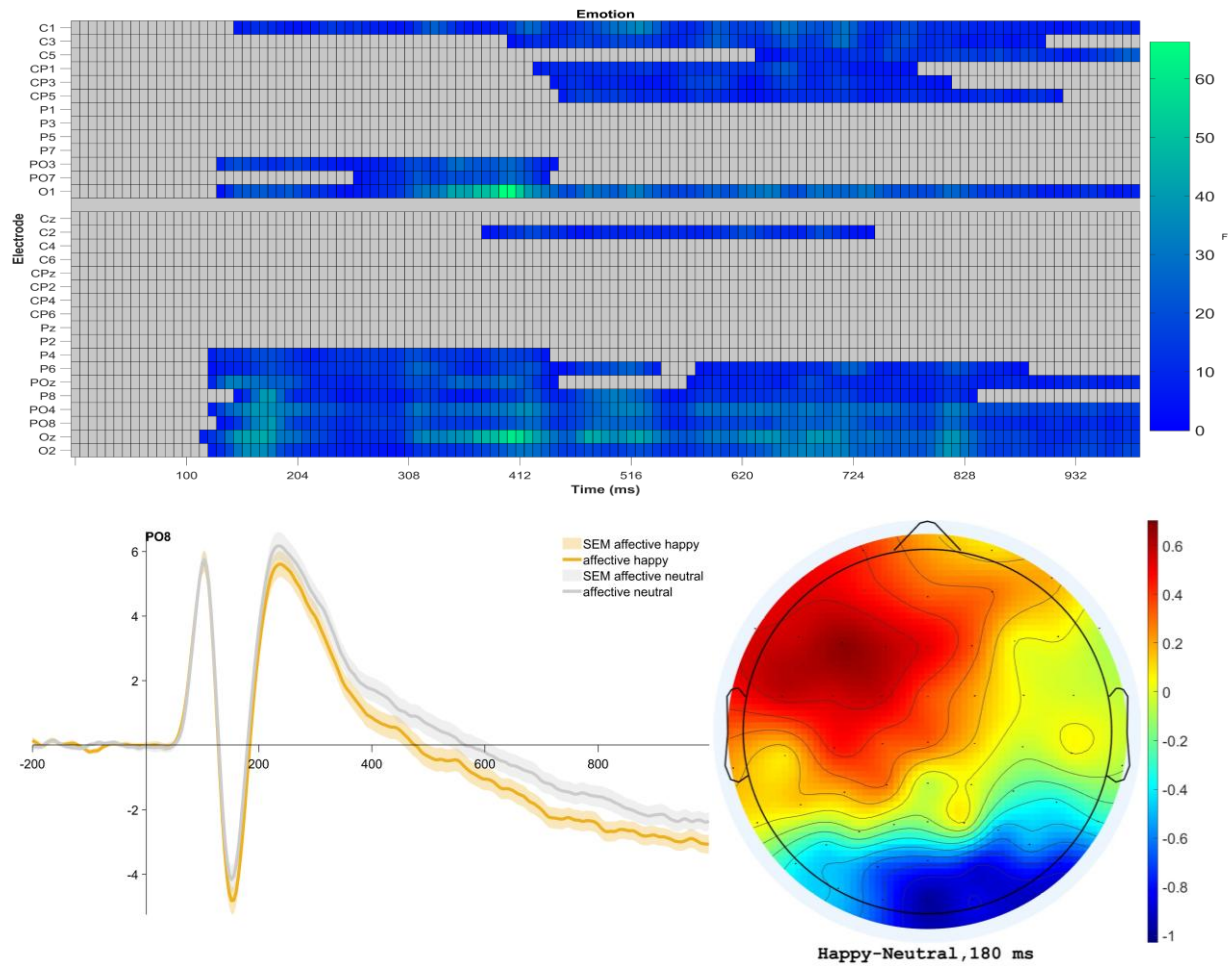 Emotion
C1
C3
C5
CP1
CP3
CP5
P1
P3
P5
P7
PO3
PO7
O1
Cz
C2
C4
C6
CPz
CP2
CP4
CP6
Pz
P2
P4
P6
POz
P8
PO4
PO8
Oz
O2
Electrode
100 204 308 412 516 620 724 828 932
Time (ms)
60
50
40
30
20
10
0
F
PO8
6
4
2
-2
-4
-200 200 400 600 800
SEM affective happy
affective happy
SEM affective neutral
affective neutral
0.6
0.4
0.2
0
-0.2
-0.4
-0.6
-0.8
-1
Happy-Neutral,180 ms